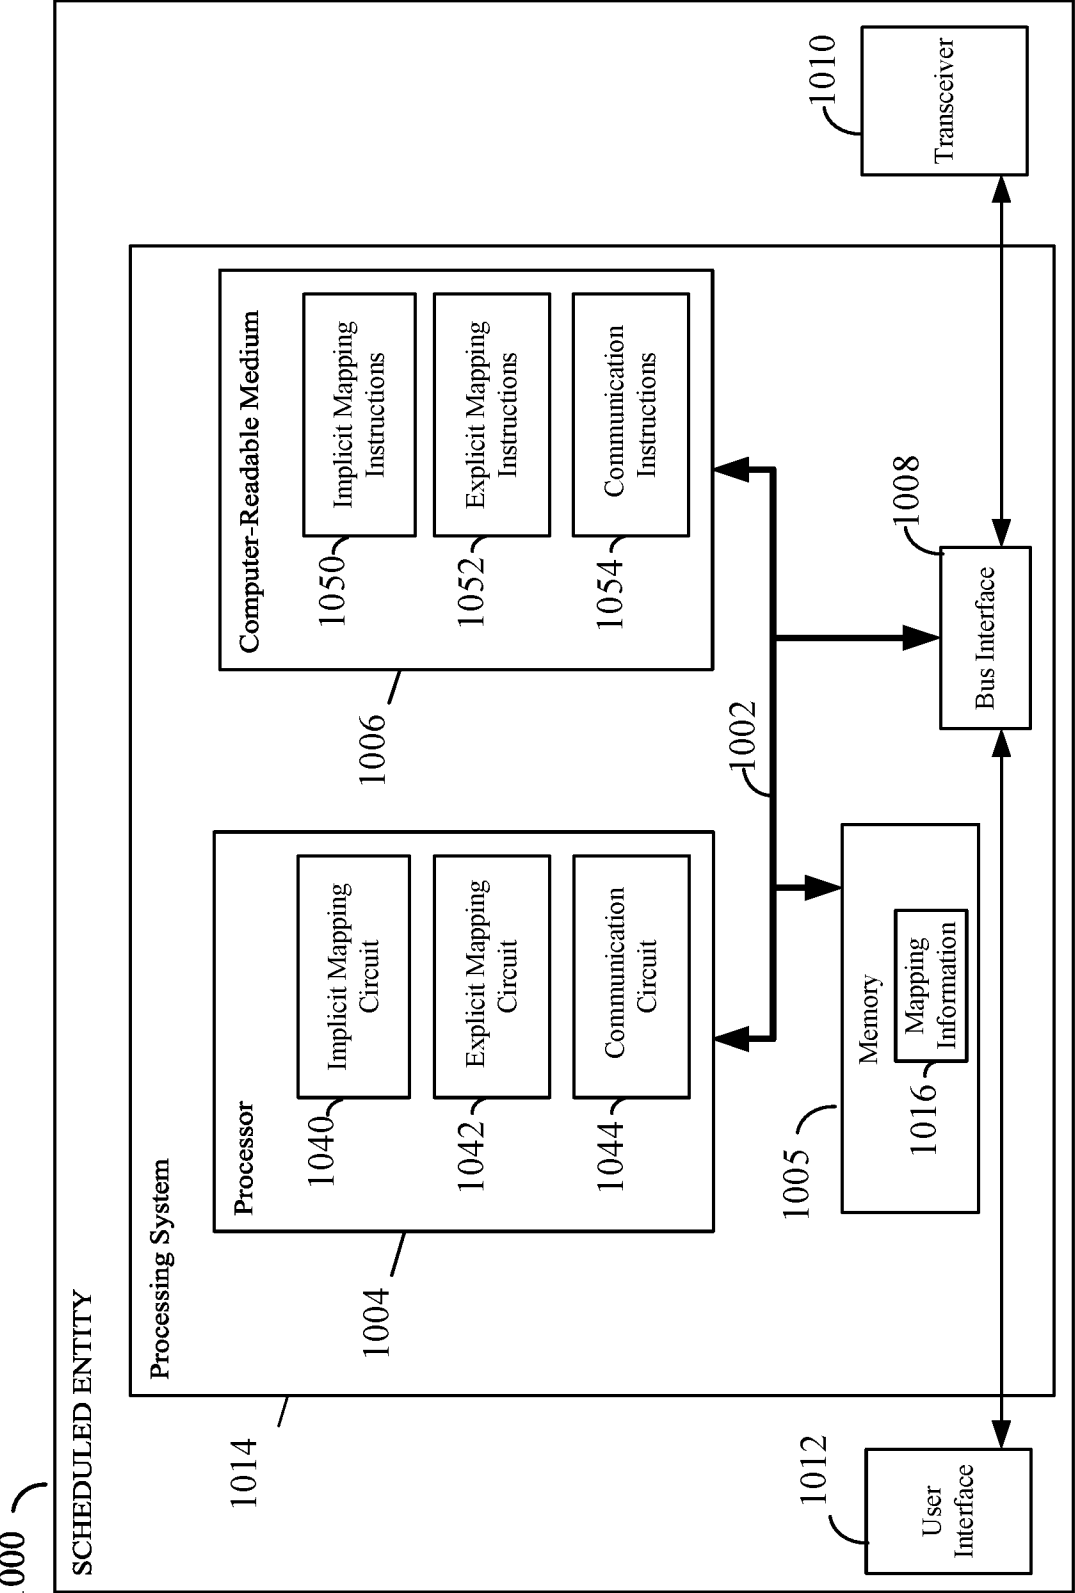 000
SCHEDULED ENTITY
Processing System
1014
Processor
1004
Implicit Mapping
Circuit
1040
Explicit Mapping
Circuit
1042
Communication
Circuit
1044
Computer-Readable Medium
1006
Implicit Mapping
Instructions
1050
Explicit Mapping
Instructions
1052
Communication
Instructions
1054
1002
Memory
1005
Mapping
Information
1016
Bus Interface
1008
User
Interface
1012
Transceiver
1010